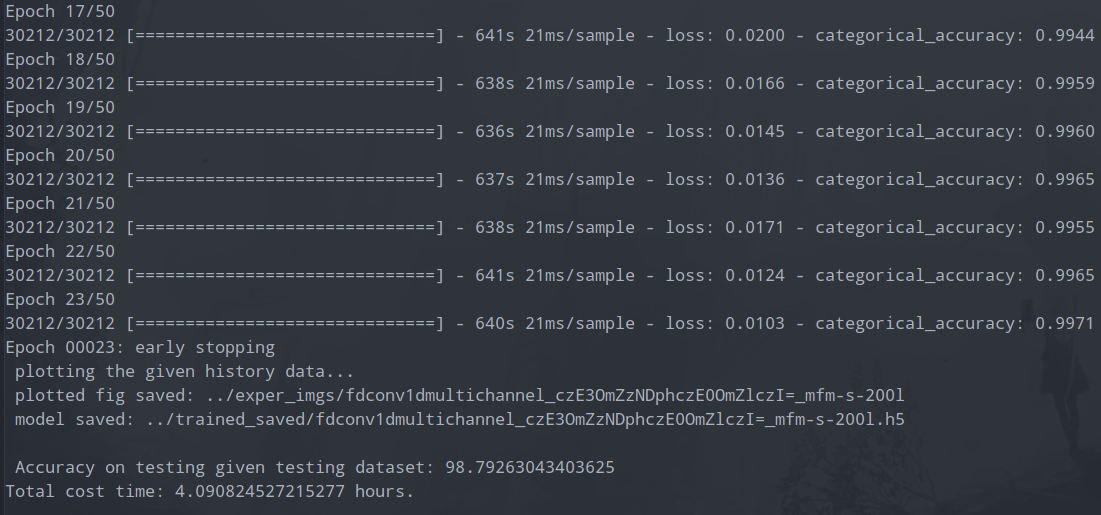 Epoch 17/50
30212/30212 [==============================] - 641s 21ms/sample - loss: 0.0200 - categorical_accuracy: 0.9944
Epoch 18/50
30212/30212 [==============================] - 638s 21ms/sample - loss: 0.0166 - categorical_accuracy: 0.9959
Epoch 19/50
30212/30212 [==============================] - 636s 21ms/sample - loss: 0.0145 - categorical_accuracy: 0.9960
Epoch 20/50
30212/30212 [==============================] - 637s 21ms/sample - loss: 0.0136 - categorical_accuracy: 0.9965
Epoch 21/50
30212/30212 [==============================] - 638s 21ms/sample - loss: 0.0171 - categorical_accuracy: 0.9955
Epoch 22/50
30212/30212 [==============================] - 641s 21ms/sample - loss: 0.0124 - categorical_accuracy: 0.9965
Epoch 23/50
30212/30212 [==============================] - 640s 21ms/sample - loss: 0.0103 - categorical_accuracy: 0.9971
Epoch 00023: early stopping
plotting the given history data...
plotted fig saved: ../exper_imgs/fdconv1dmultichannel_czE3OmZzNDphczE0OmZlczI=_mfm-s-200l
model saved: ../trained_saved/fdconv1dmultichannel_czE3OmZzNDphczE0OmZlczI=_mfm-s-200l.h5
Accuracy on testing given testing dataset: 98.79263043403625
Total cost time: 4.090824527215277 hours.